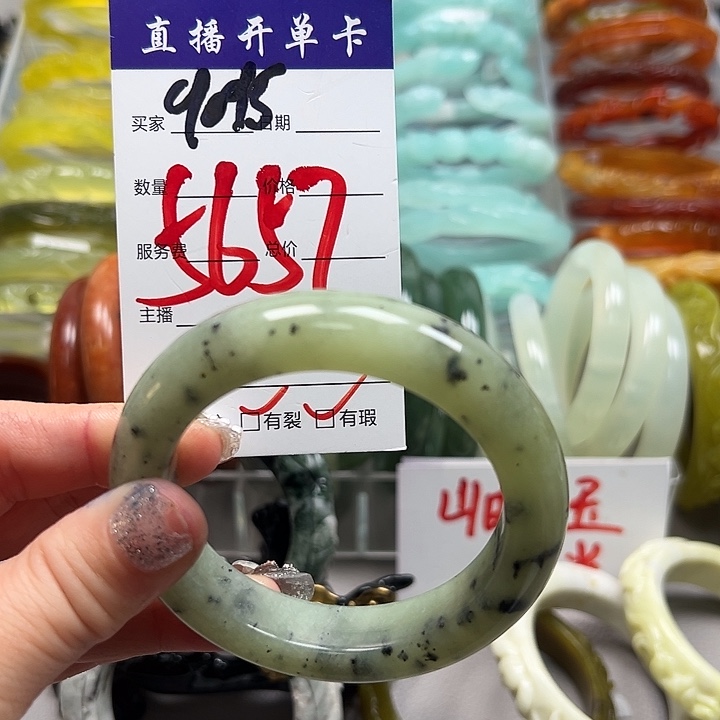 直播开单卡
买家 9075 日期
数量 价格
5657
服务费 总价
主播
☑有裂 ☑有瑕